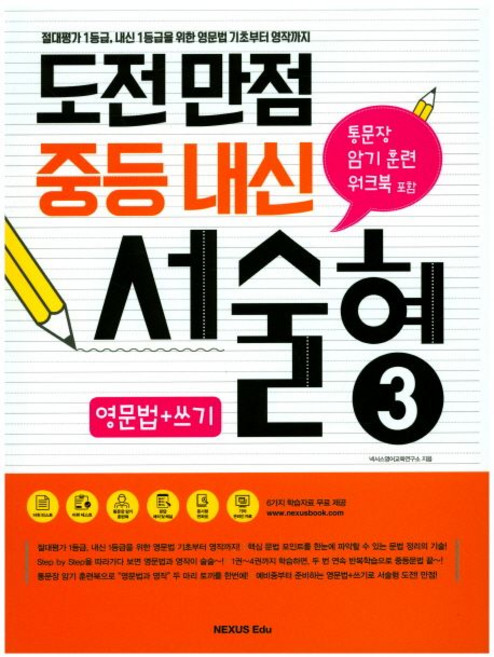 절대평가 1등급, 내신 1등급을 위한 영문법 기초부터 영작까지
도전 만점
중등 내신
서술형
3
통문장
암기 훈련
워크북 포함
영문법+쓰기
넥서스영어교육연구소 지음
6가지 학습자료 무료 제공
www.nexusbook.com
어휘 리스트
어휘 테스트
절대평가 1등급, 내신 1등급을 위한 영문법 기초부터 영작까지! 핵심 문법 포인트를 한눈에 파악할 수 있는 문법 정리의 기술!
Step by Step을 따라가다 보면 영문법과 영작이 술술~! 1권~4권까지 학습하면, 두 번 연속 반복학습으로 중등문법 끝~!
통문장 암기 훈련북으로 "영문법과 영작" 두 마리 토끼를 한번에! 예비중부터 준비하는 영문법+쓰기로 서술형 도전! 만점!
NEXUS Edu